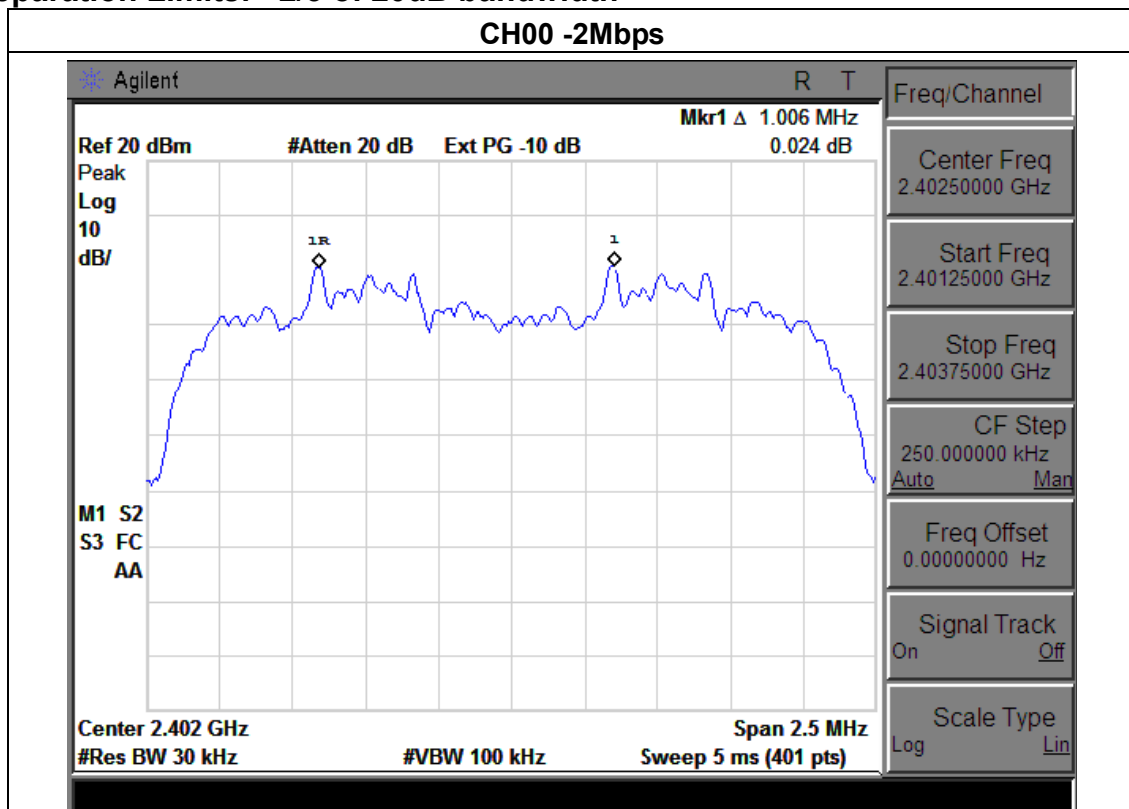 CH00 -2Mbps
Agilent R T
Mkr1 Δ 1.006 MHz
Ref 20 dBm #Atten 20 dB Ext PG -10 dB 0.024 dB
Peak
Log
10
dB/
1R
1
M1 S2
S3 FC
AA
Center 2.402 GHz Span 2.5 MHz
#Res BW 30 kHz #VBW 100 kHz Sweep 5 ms (401 pts)
Freq/Channel
Center Freq
2.40250000 GHz
Start Freq
2.40125000 GHz
Stop Freq
2.40375000 GHz
CF Step
250.000000 kHz
Auto Man
Freq Offset
0.00000000 Hz
Signal Track
On Off
Scale Type
Log Lin